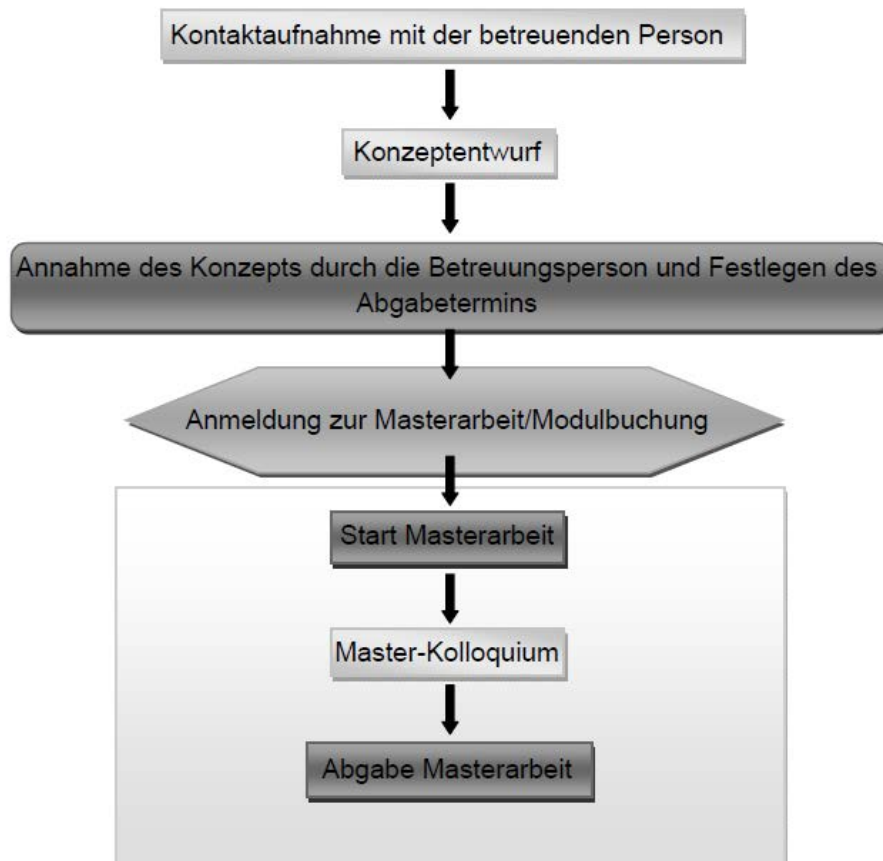 Kontaktaufnahme mit der betreuenden Person
Konzeptentwurf
Annahme des Konzepts durch die Betreuungsperson und Festlegen des
Abgabetermins
Anmeldung zur Masterarbeit/Modulbuchung
Start Masterarbeit
Master-Kolloquium
Abgabe Masterarbeit